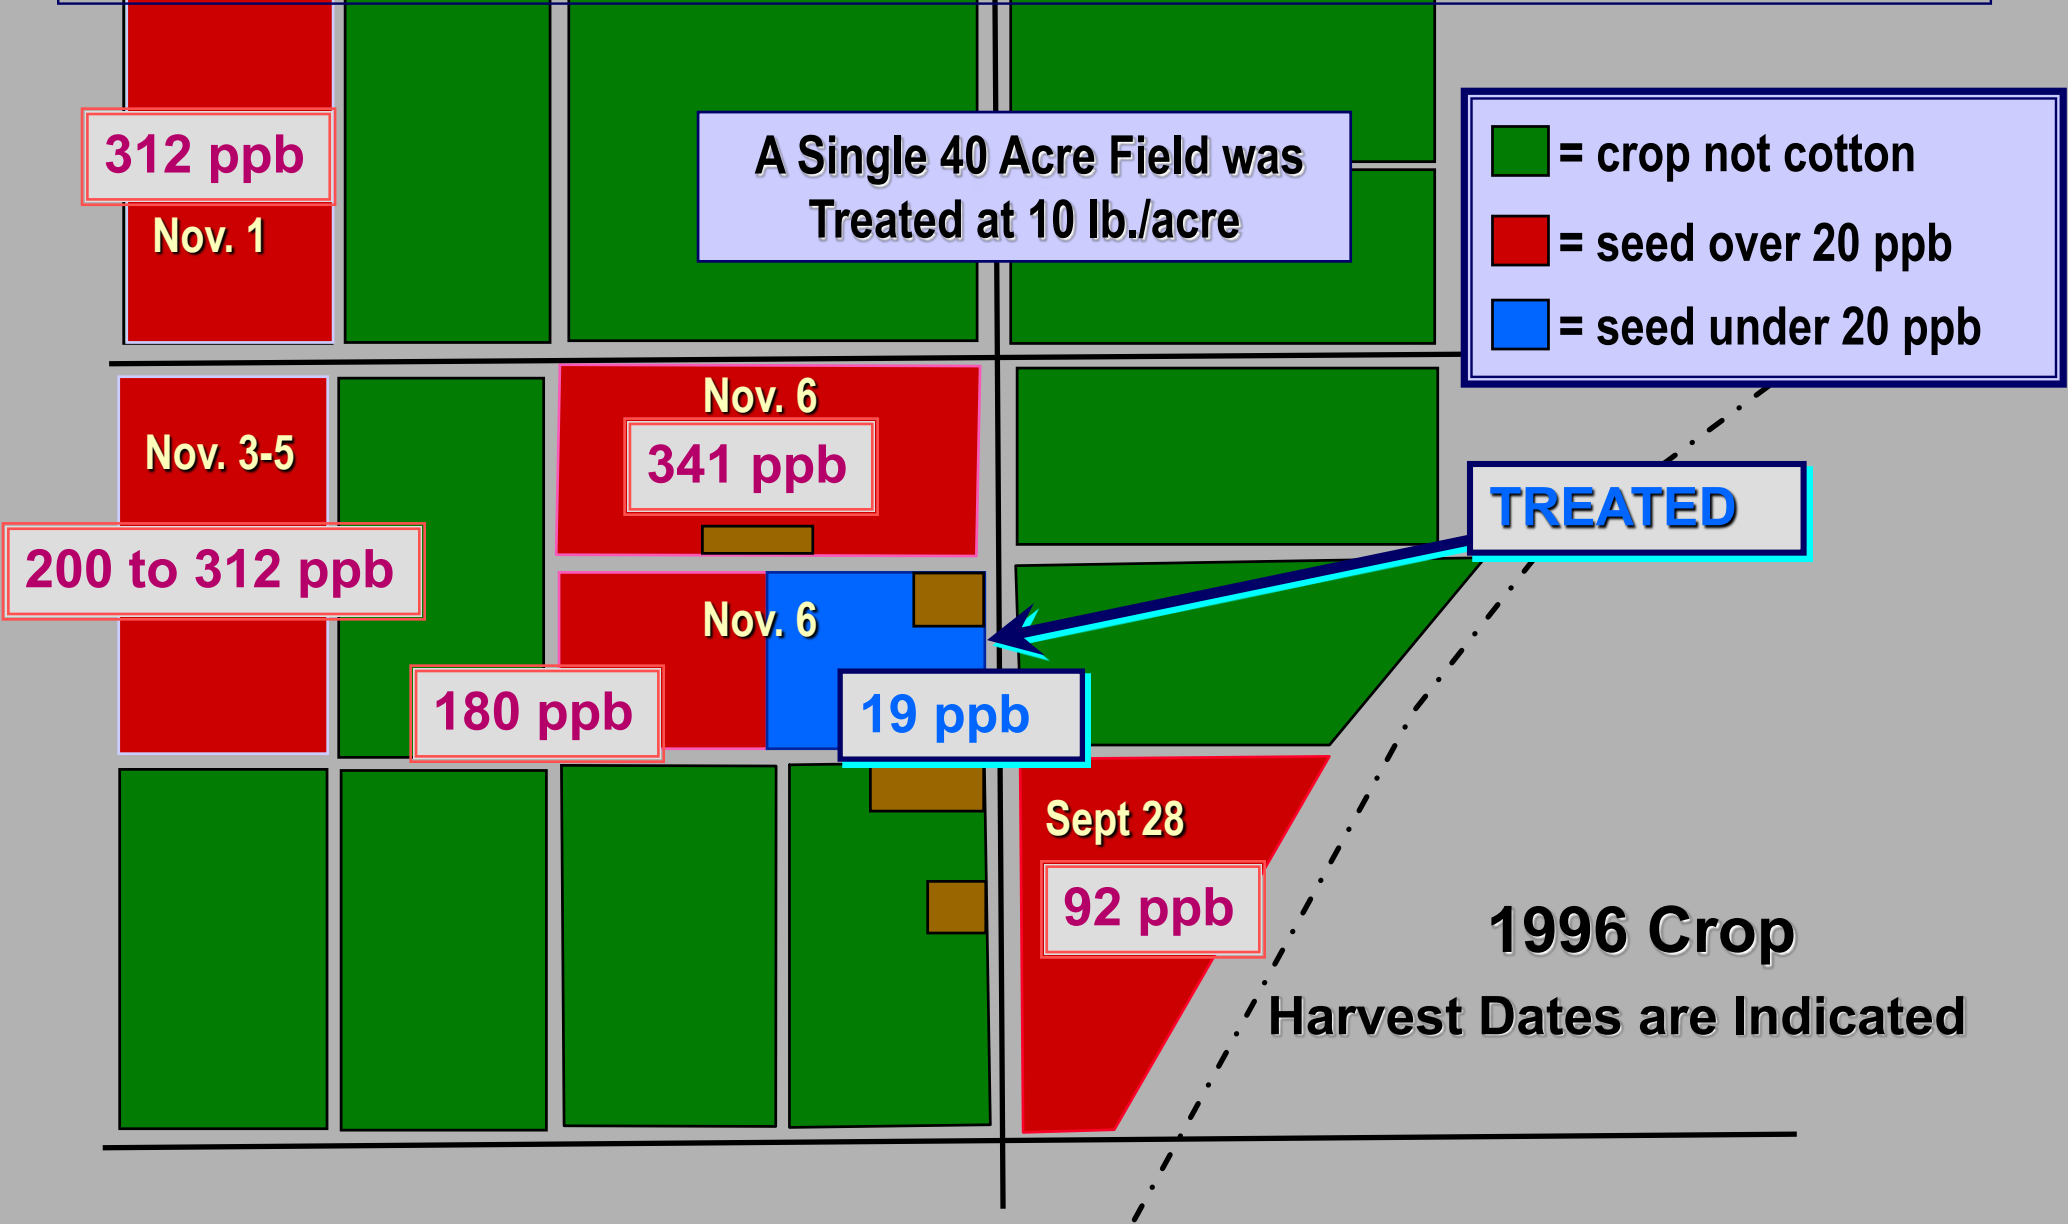 312 ppb
Nov. 1
A Single 40 Acre Field was
Treated at 10 lb./acre
= crop not cotton
= seed over 20 ppb
= seed under 20 ppb
Nov. 3-5
200 to 312 ppb
Nov. 6
341 ppb
TREATED
Nov. 6
180 ppb
19 ppb
Sept 28
92 ppb
1996 Crop
Harvest Dates are Indicated